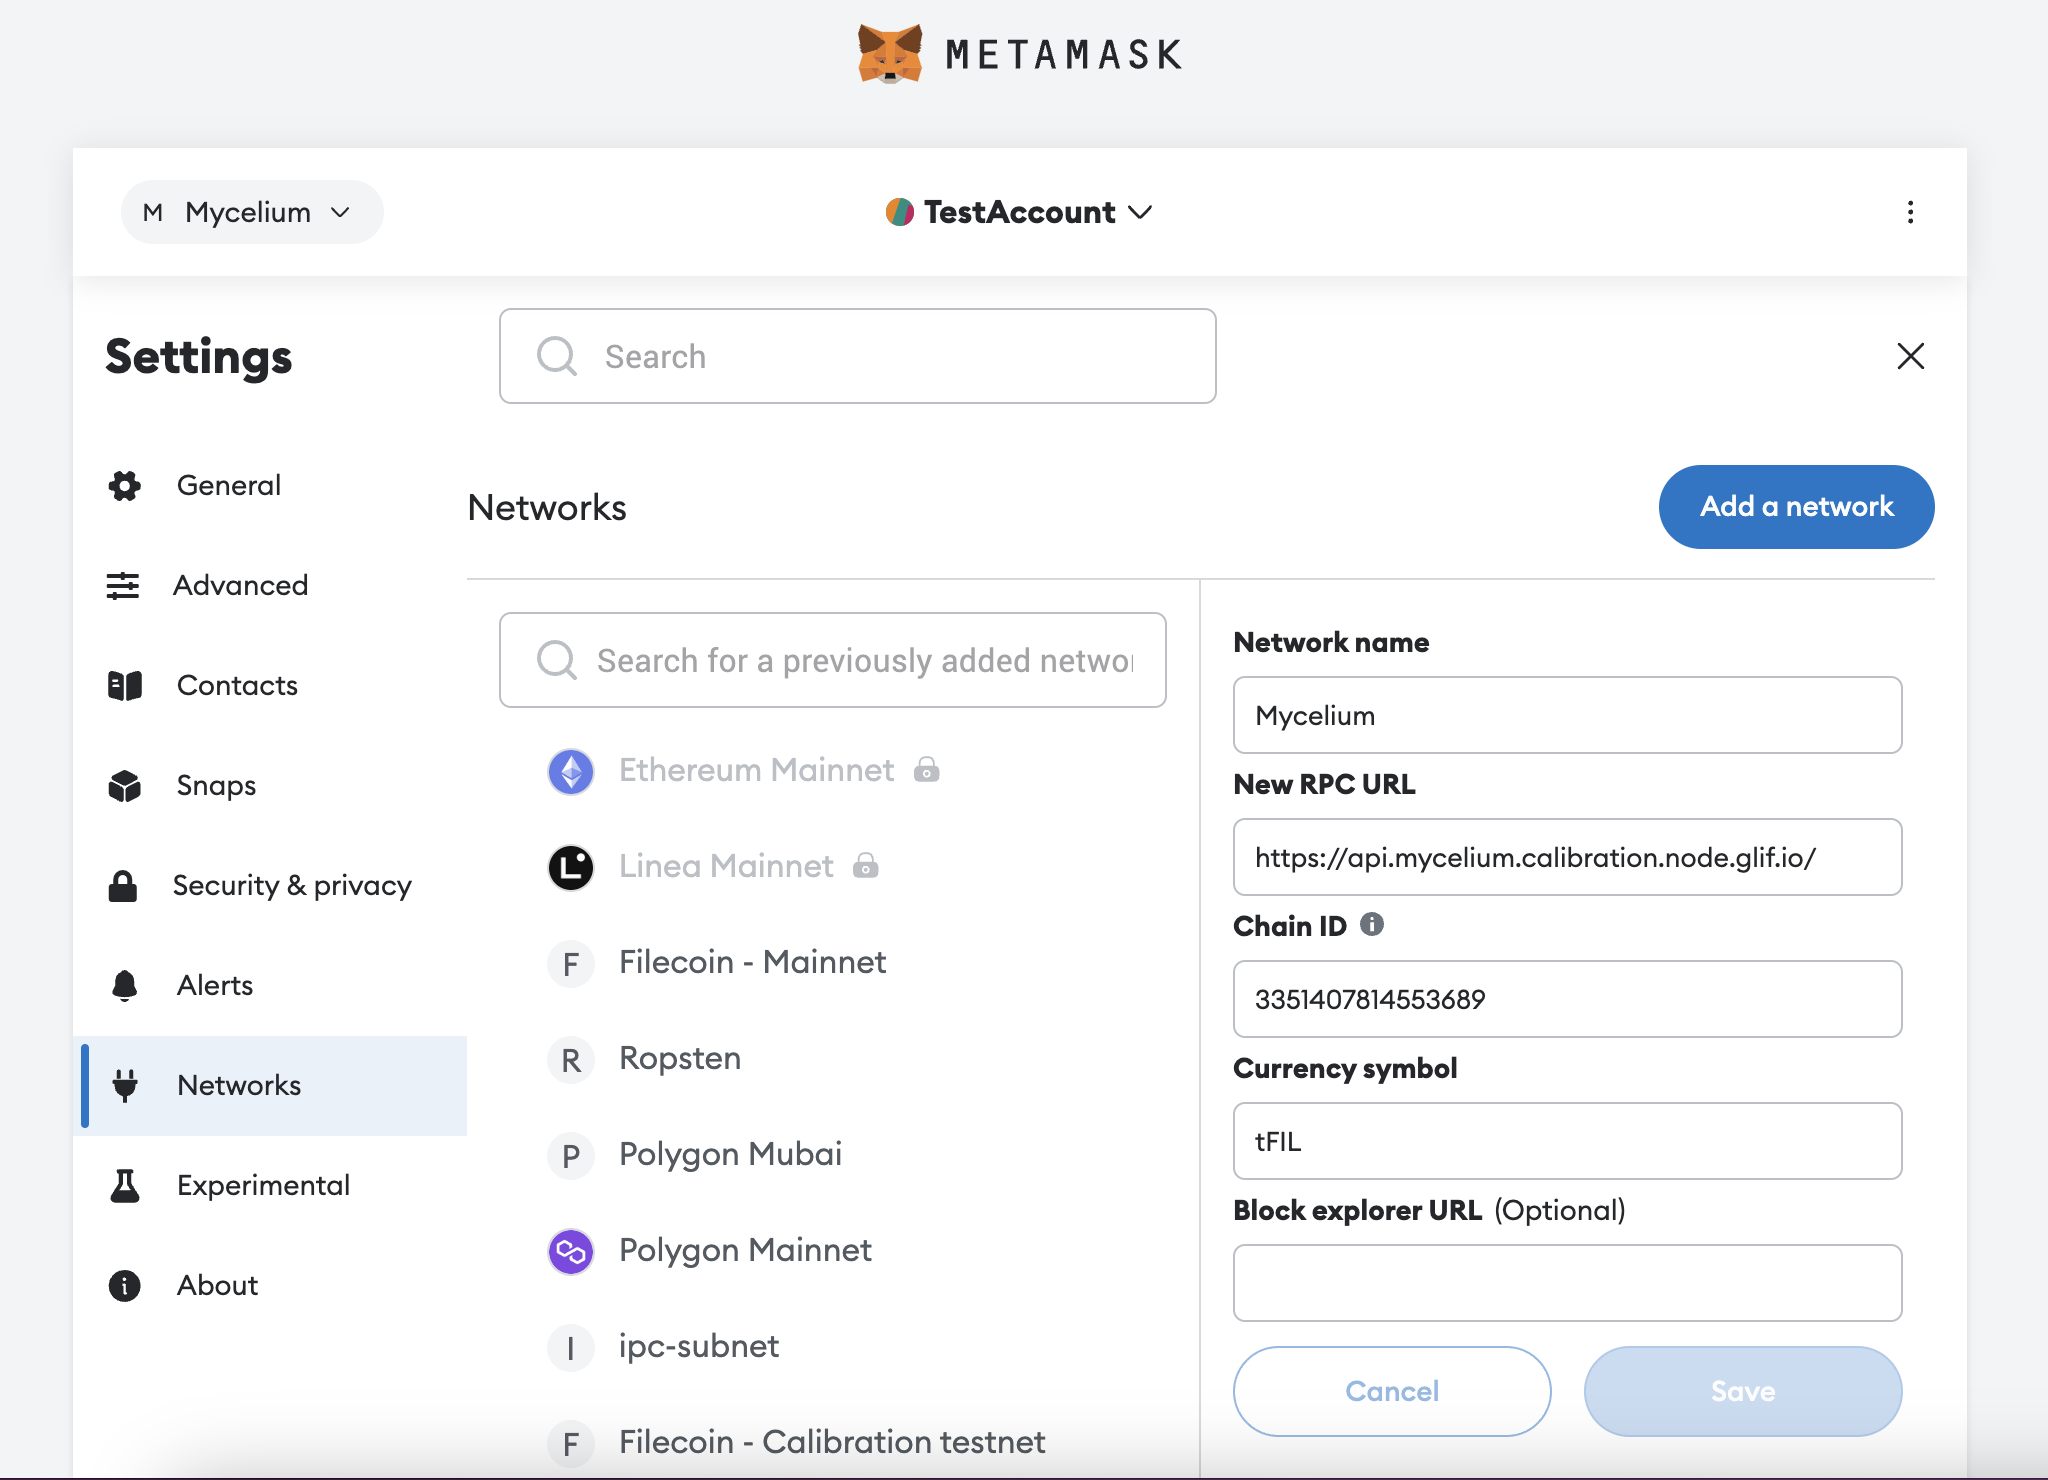 METAMASK
M Mycelium
TestAccount
Settings
Search
General
Advanced
Contacts
Snaps
Security & privacy
Alerts
Networks
Experimental
About
Networks
Add a network
Search for a previously added networ
Ethereum Mainnet
L Linea Mainnet
F Filecoin - Mainnet
R Ropsten
P Polygon Mubai
Polygon Mainnet
I ipc-subnet
F Filecoin - Calibration testnet
Network name
Mycelium
New RPC URL
https://api.mycelium.calibration.node.glif.io/
Chain ID
3351407814553689
Currency symbol
tFIL
Block explorer URL (Optional)
Cancel
Save